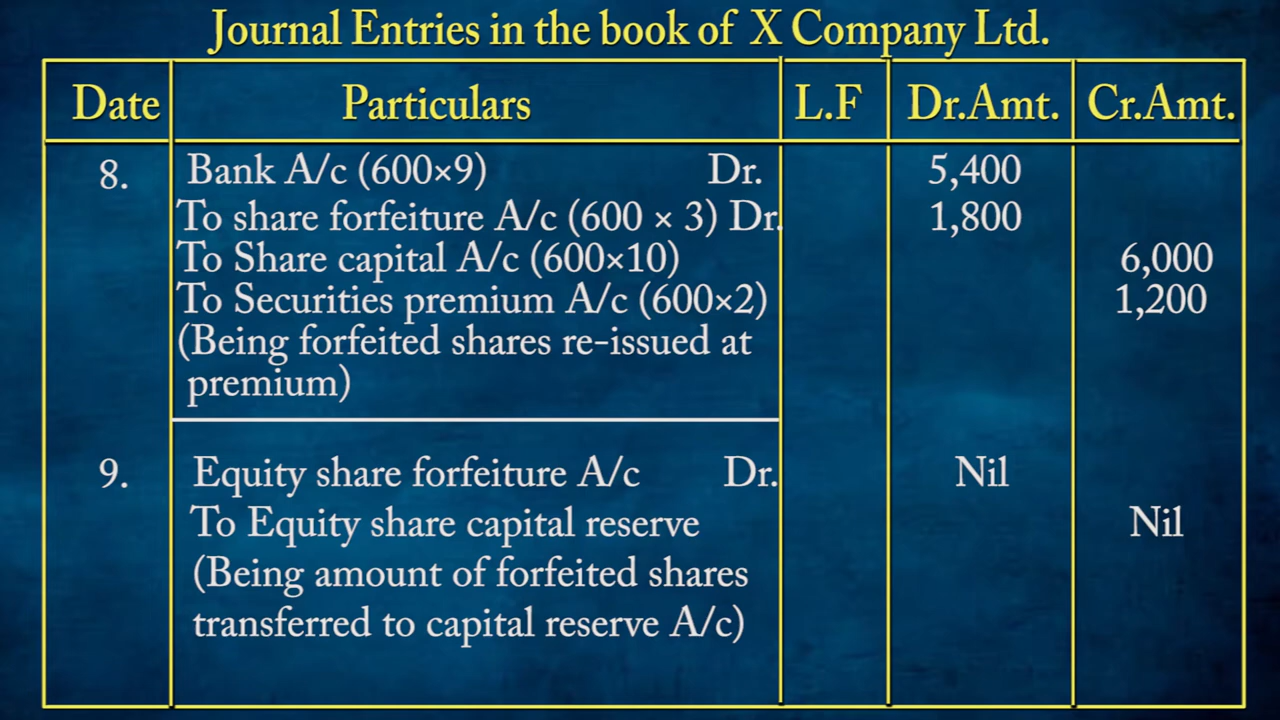 Journal Entries in the book of X Company Ltd.
Date Particulars L.F Dr.Amt. Cr.Amt.
8. Bank A/c (600×9) Dr. 5,400
To share forfeiture A/c (600 × 3) Dr. 1,800
To Share capital A/c (600×10) 6,000
To Securities premium A/c (600×2) 1,200
(Being forfeited shares re-issued at
premium)
9. Equity share forfeiture A/c Dr. Nil
To Equity share capital reserve Nil
(Being amount of forfeited shares
transferred to capital reserve A/c)